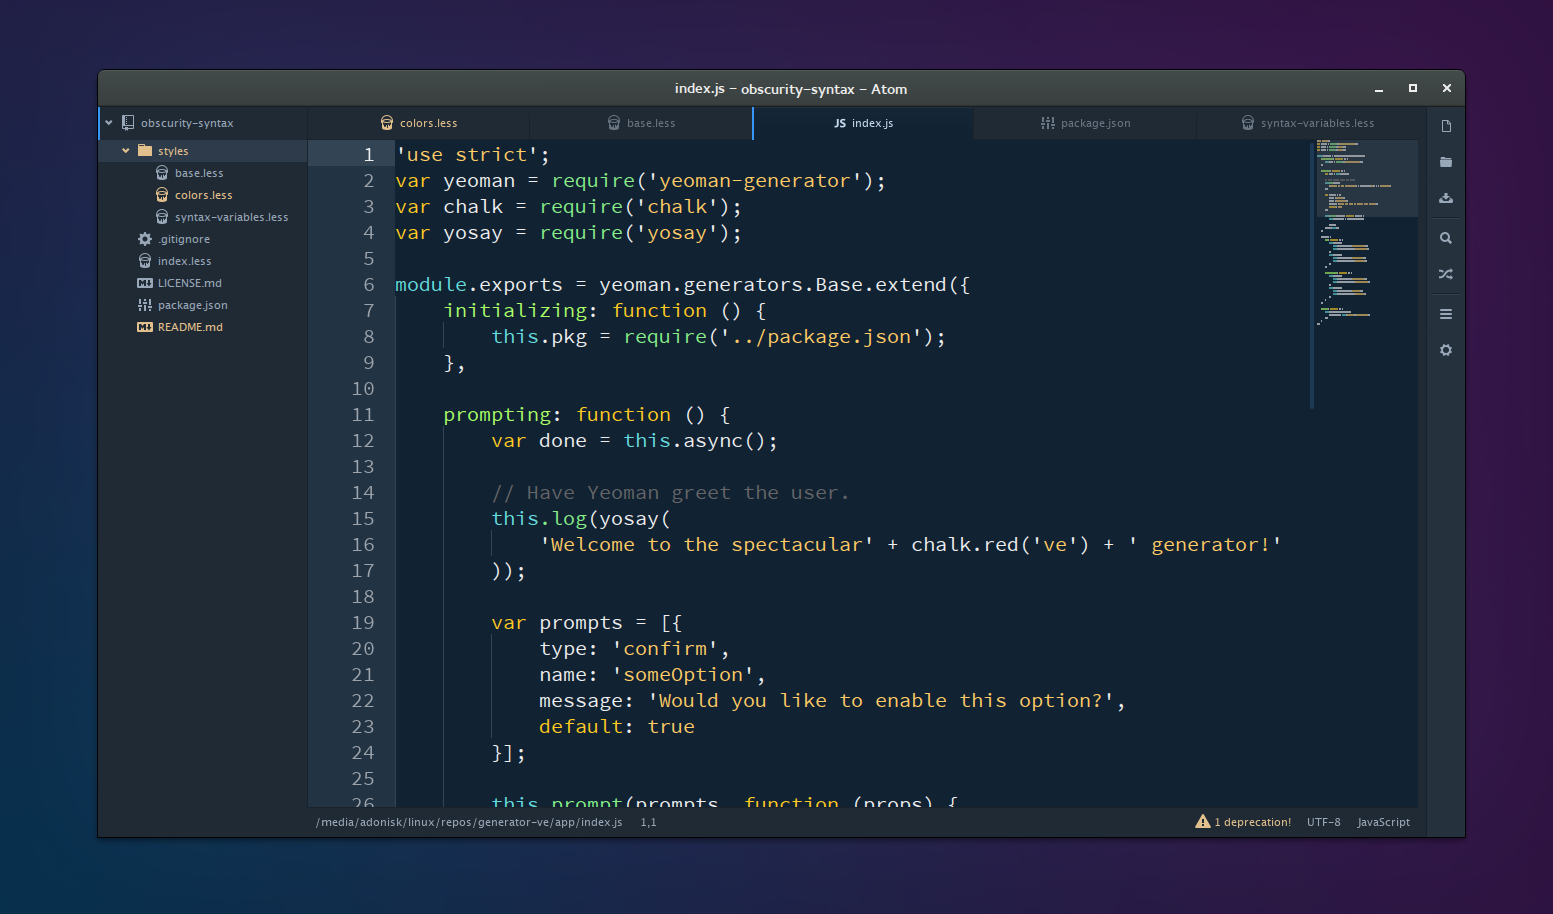 index.js – obscurity-syntax – Atom
obscurity-syntax
styles
base.less
colors.less
syntax-variables.less
.gitignore
index.less
LICENSE.md
package.json
README.md
colors.less
base.less
JS index.js
package.json
syntax-variables.less
1 'use strict';
2 var yeoman = require('yeoman-generator');
3 var chalk = require('chalk');
4 var yosay = require('yosay');
5
6 module.exports = yeoman.generators.Base.extend({
7 initializing: function () {
8 this.pkg = require('../package.json');
9 },
10
11 prompting: function () {
12 var done = this.async();
13
14 // Have Yeoman greet the user.
15 this.log(yosay(
16 'Welcome to the spectacular' + chalk.red('ve') + ' generator!'
17 ));
18
19 var prompts = [{
20 type: 'confirm',
21 name: 'someOption',
22 message: 'Would you like to enable this option?',
23 default: true
24 }];
25
26 this.prompt(prompts, function (props) {
/media/adonisk/linux/repos/generator-ve/app/index.js 1,1
1 deprecation! UTF-8 JavaScript